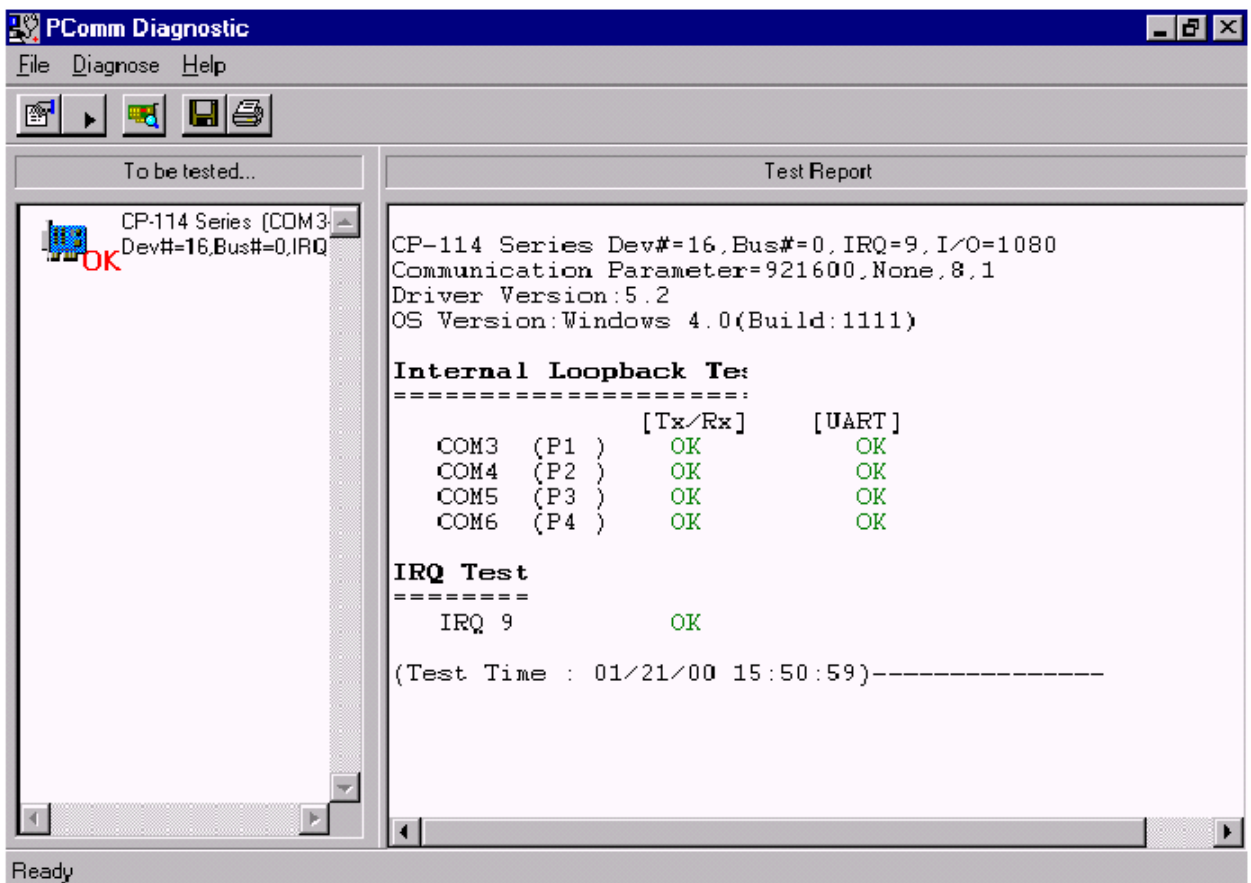 PComm Diagnostic
File Diagnose Help
To be tested...
CP-114 Series (COM3-
Dev#=16,Bus#=0,IRQ
OK
Test Report
CP-114 Series Dev#=16,Bus#=0,IRQ=9,I/O=1080
Communication Parameter=921600,None,8,1
Driver Version:5.2
OS Version:Windows 4.0(Build:1111)
Internal Loopback Tes
=====================:
[Tx/Rx] [UART]
COM3 (P1 ) OK OK
COM4 (P2 ) OK OK
COM5 (P3 ) OK OK
COM6 (P4 ) OK OK
IRQ Test
========
IRQ 9 OK
(Test Time : 01/21/00 15:50:59)---------------
Ready